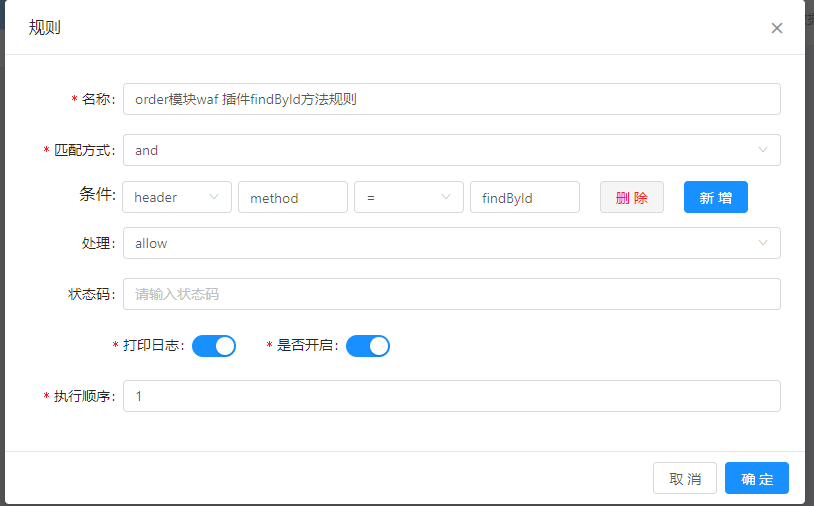 规则
* 名称: order模块waf 插件findById方法规则
* 匹配方式: and
条件: header method = findById 删 除 新 增
处理: allow
状态码: 请输入状态码
* 打印日志: * 是否开启:
* 执行顺序: 1
取 消 确 定